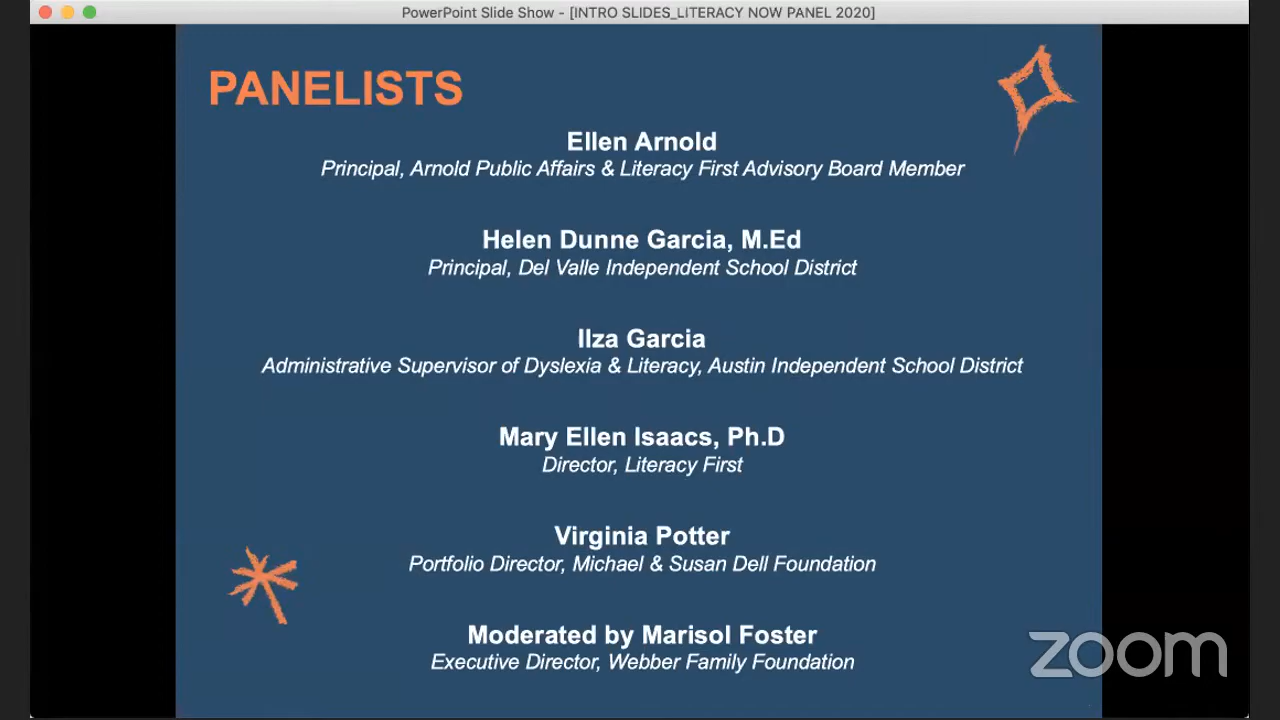 PowerPoint Slide Show - [INTRO SLIDES_LITERACY NOW PANEL 2020]
PANELISTS
Ellen Arnold
Principal, Arnold Public Affairs & Literacy First Advisory Board Member
Helen Dunne Garcia, M.Ed
Principal, Del Valle Independent School District
Ilza Garcia
Administrative Supervisor of Dyslexia & Literacy, Austin Independent School District
Mary Ellen Isaacs, Ph.D
Director, Literacy First
Virginia Potter
Portfolio Director, Michael & Susan Dell Foundation
Moderated by Marisol Foster
Executive Director, Webber Family Foundation
zoom